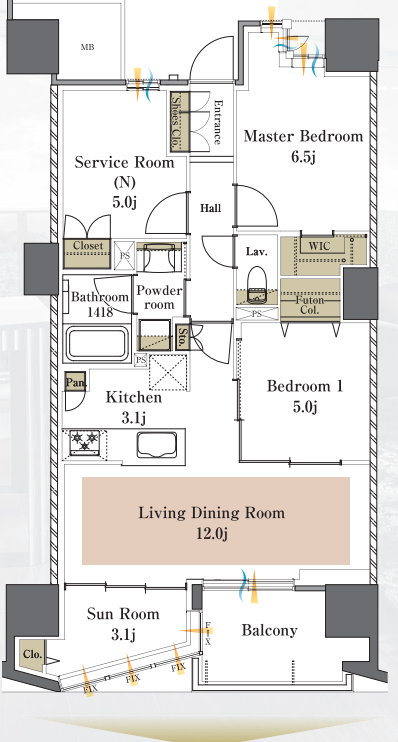 MB
Shoes Clo.
Entrance
Master Bedroom
6.5j
Service Room
(N)
5.0j
Hall
Closet
PS
Lav.
WIC
Bathroom
1418
Powder
room
PS
Futon
Col.
Sto.
PS
Pan.
Kitchen
3.1j
Bedroom 1
5.0j
Living Dining Room
12.0j
Sun Room
3.1j
FIX
Balcony
Clo.
FIX
FIX
FIX